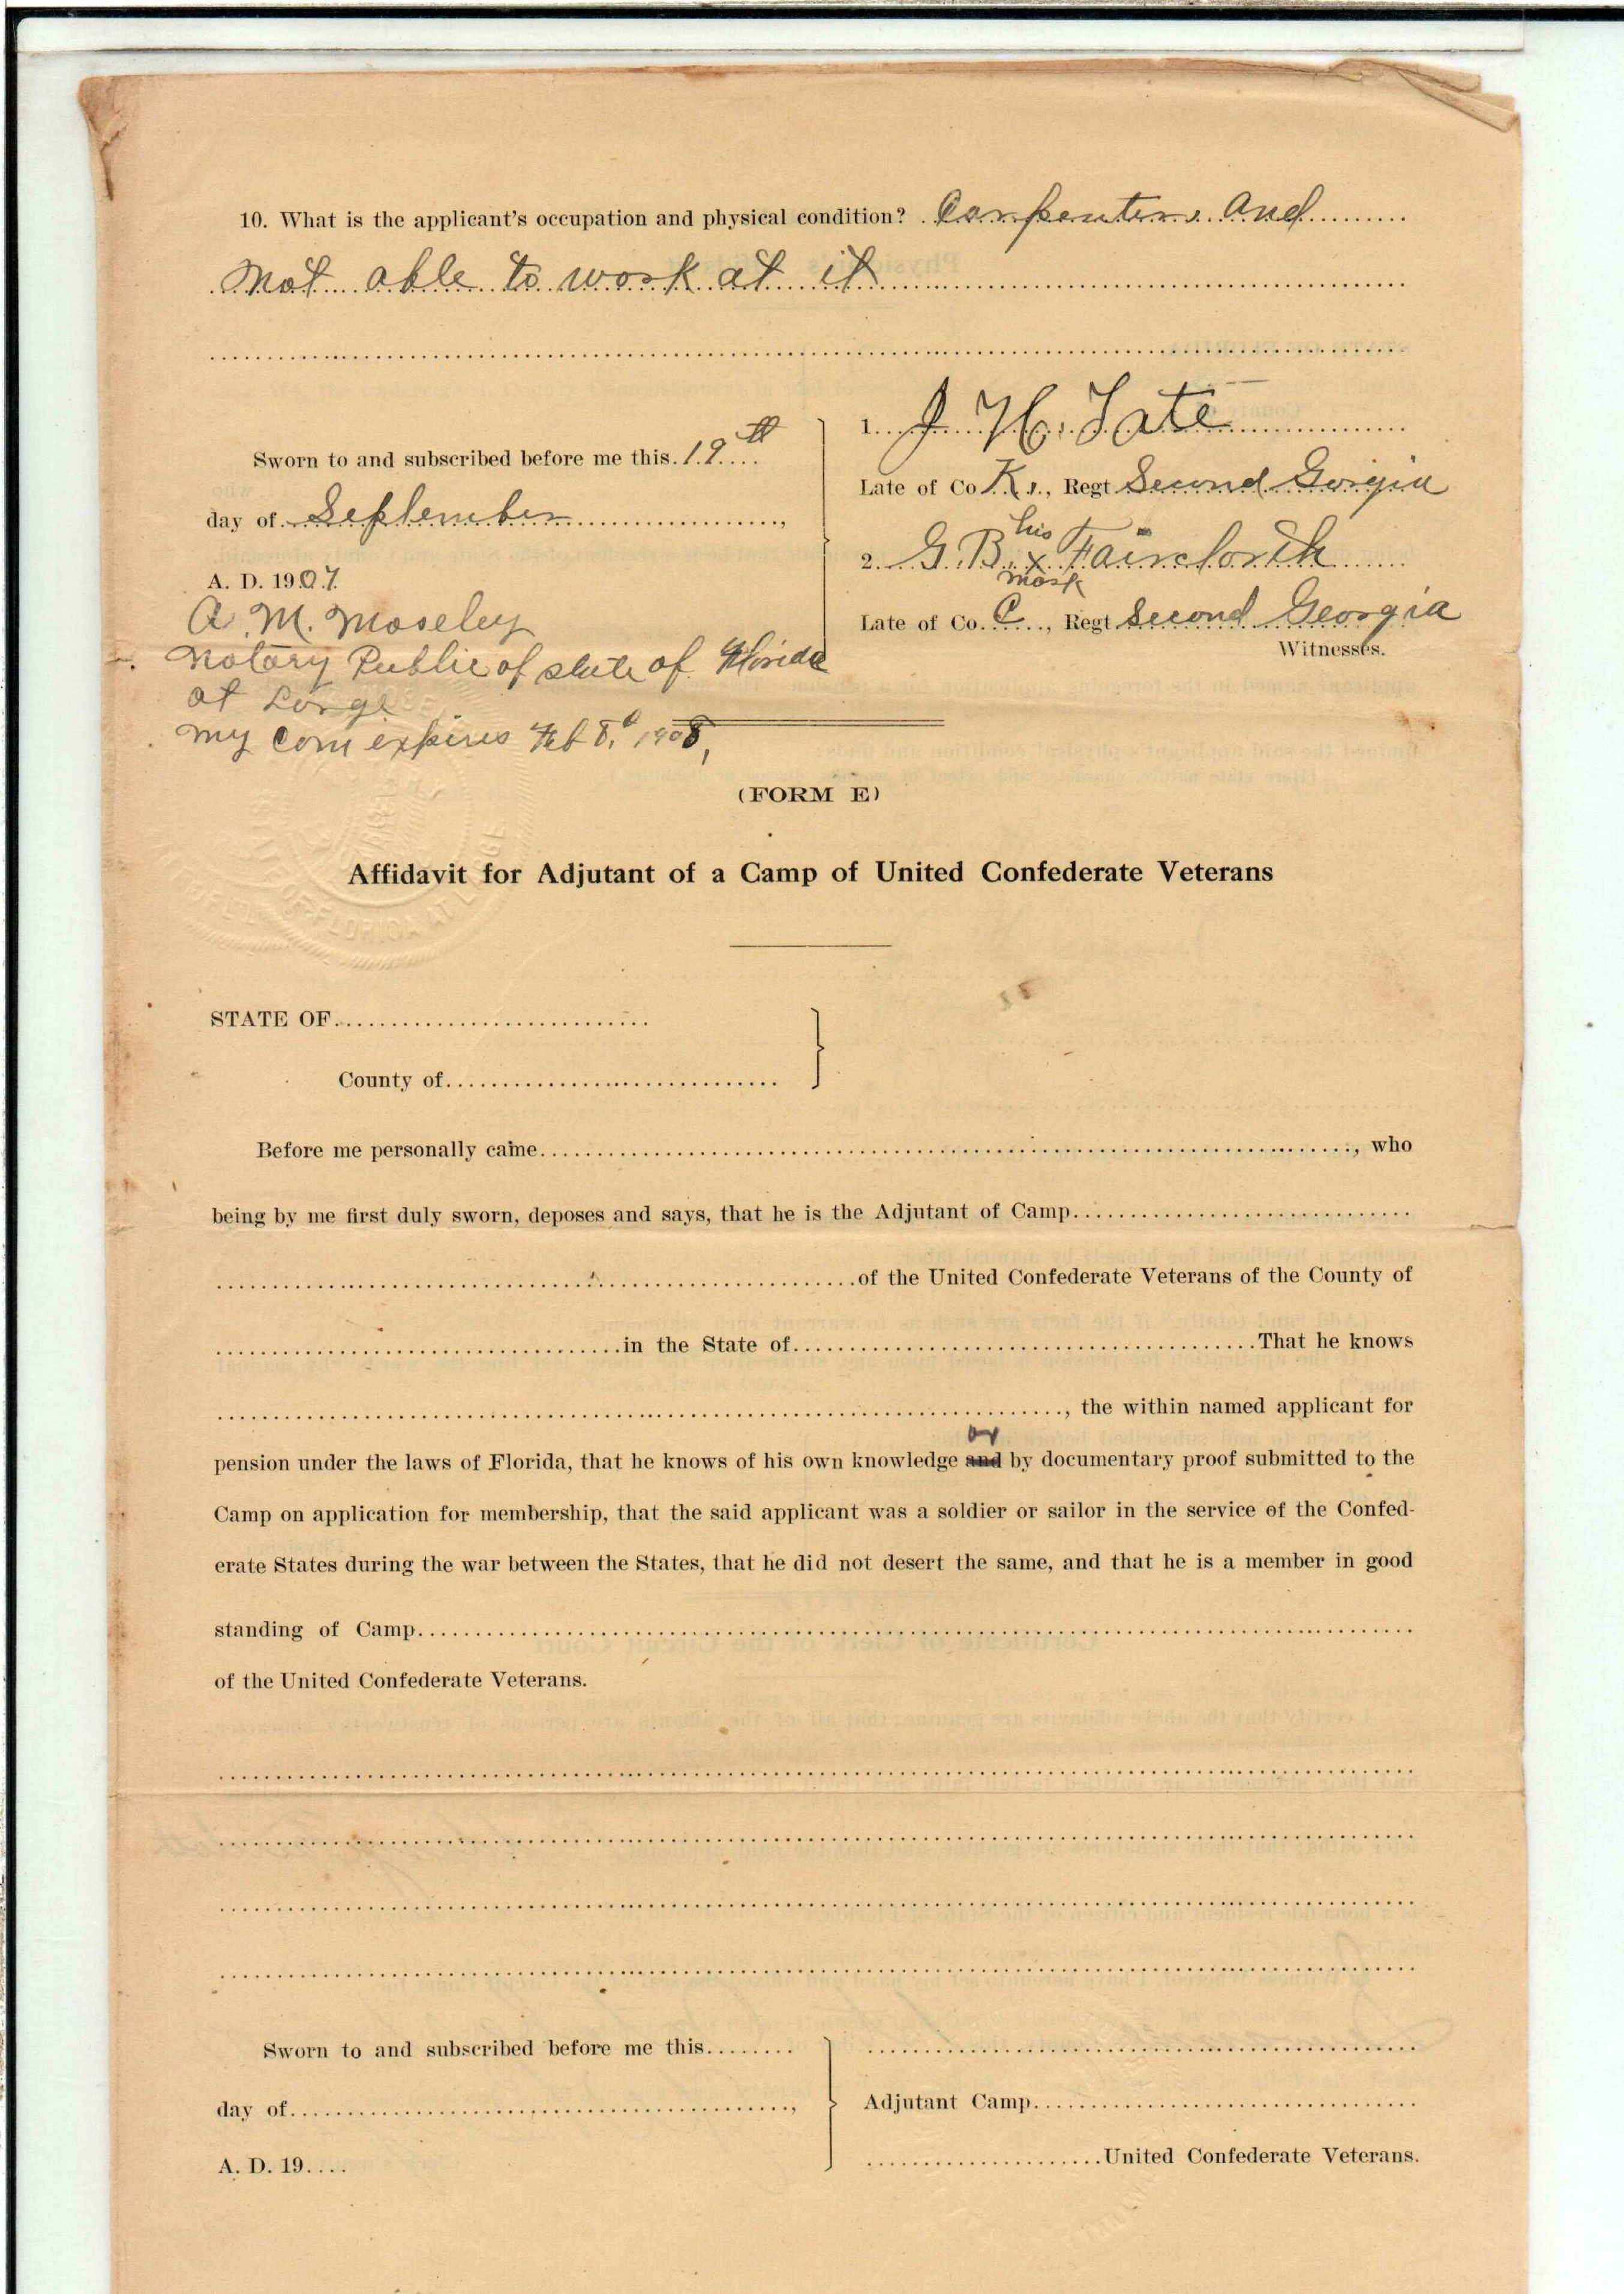 10. What is the applicant's occupation and physical condition? Carpenter. And
Not able to work at it
Sworn to and subscribed before me this 19th
day of September,
A. D. 1907.
A. M. Moseley
Notary Public of state of Florida
at Large
my com expires Feb 8th 1908,
1. J. H. Tate
Late of Co K., Regt Second Gorgia
his
2. G. B. x Faircloth
mark
Late of Co. C, Regt Second Georgia
Witnesses.
(FORM E)
Affidavit for Adjutant of a Camp of United Confederate Veterans
STATE OF
County of
Before me personally came, who
being by me first duly sworn, deposes and says, that he is the Adjutant of Camp
of the United Confederate Veterans of the County of
in the State of That he knows
, the within named applicant for
or
pension under the laws of Florida, that he knows of his own knowledge and by documentary proof submitted to the
Camp on application for membership, that the said applicant was a soldier or sailor in the service of the Confed-
erate States during the war between the States, that he did not desert the same, and that he is a member in good
standing of Camp
of the United Confederate Veterans.
Sworn to and subscribed before me this
day of,
A. D. 19
Adjutant Camp
United Confederate Veterans.